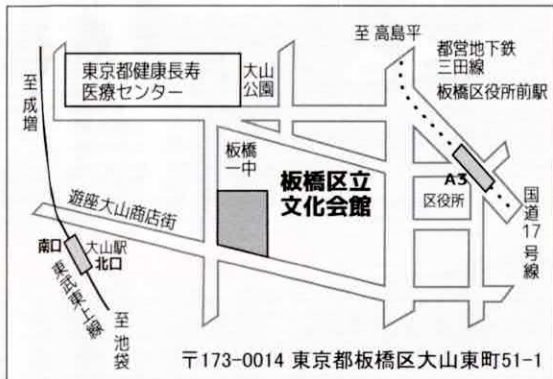 至 高島平
都営地下鉄
三田線
板橋区役所前駅
東京都健康長寿
医療センター
大山
公園
至 成増
板橋
一中
板橋区立
文化会館
A3
区役所
国道17号線
遊座大山商店街
南口
大山駅
北口
東武東上線
至 池袋
〒173-0014 東京都板橋区大山東町51-1